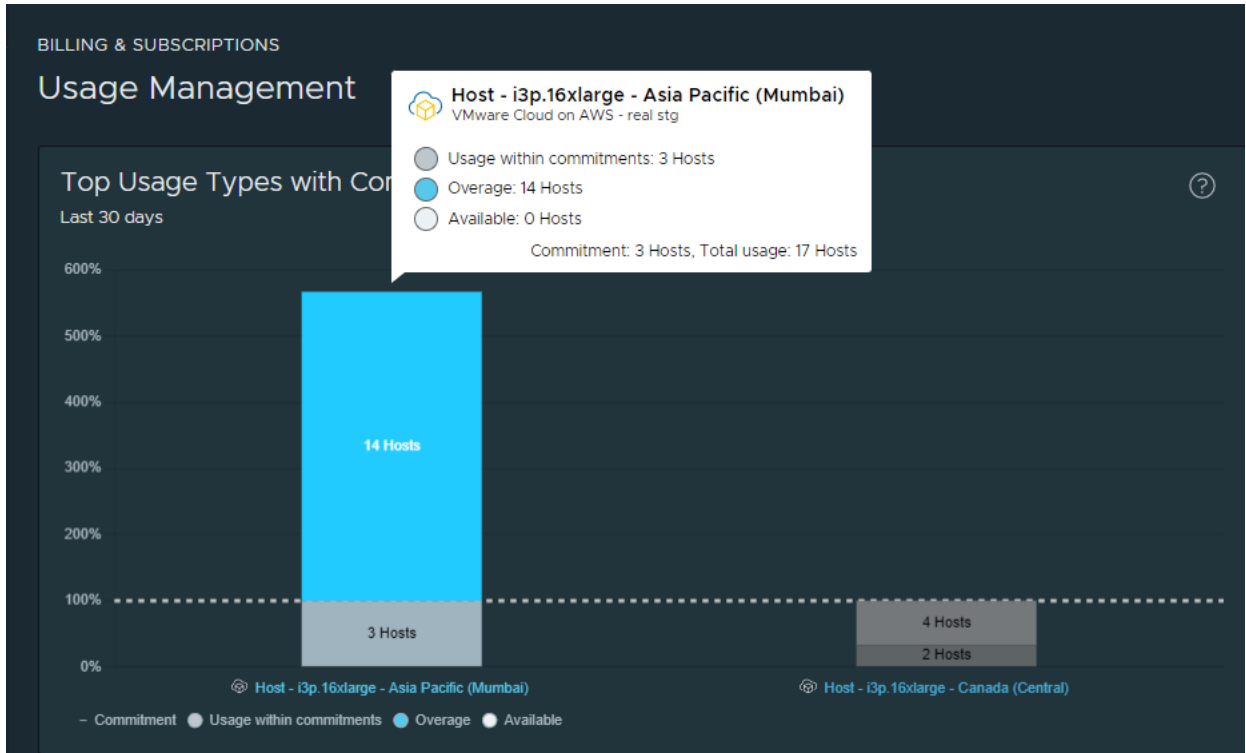 BILLING & SUBSCRIPTIONS
Usage Management
Host - i3p.16xlarge - Asia Pacific (Mumbai)
VMware Cloud on AWS - real stg
Usage within commitments: 3 Hosts
Overage: 14 Hosts
Available: 0 Hosts
Commitment: 3 Hosts, Total usage: 17 Hosts
Top Usage Types with
Last 30 days
?
600%
500%
400%
300%
200%
100%
0%
14 Hosts
3 Hosts
4 Hosts
2 Hosts
Host - i3p.16xlarge - Asia Pacific (Mumbai)
Host - i3p.16xlarge - Canada (Central)
– Commitment Usage within commitments Overage Available